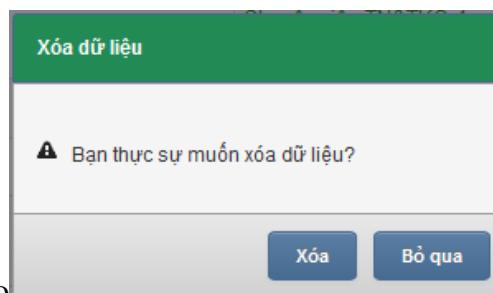 Xóa dữ liệu
Bạn thực sự muốn xóa dữ liệu?
Xóa Bỏ qua